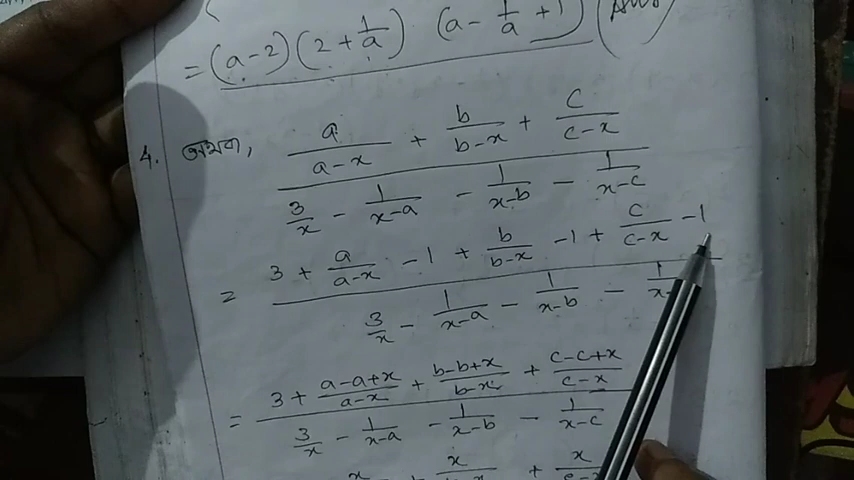 = (a-2) (2 + 1/a) (a - 1/a + 1) (Ans)
4. অথবা, (a/(a-x) + b/(b-x) + c/(c-x)) / (3/x - 1/(x-a) - 1/(x-b) - 1/(x-c))
= (3 + a/(a-x) - 1 + b/(b-x) - 1 + c/(c-x) - 1) / (3/x - 1/(x-a) - 1/(x-b) - 1/(x-
= (3 + (a-a+x)/(a-x) + (b-b+x)/(b-x) + (c-c+x)/(c-x)) / (3/x - 1/(x-a) - 1/(x-b) - 1/(x-c))
x x + x